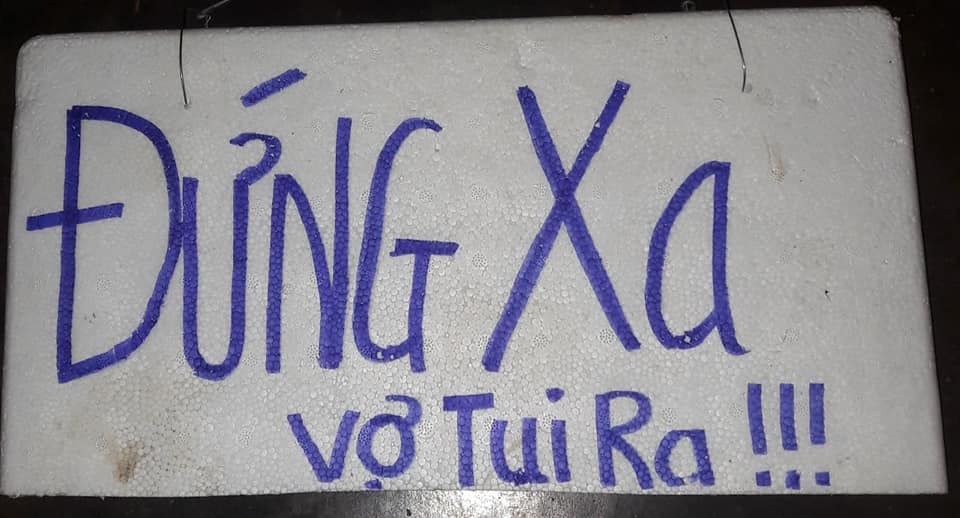 ĐỨNG Xa
vợ Tui Ra !!!